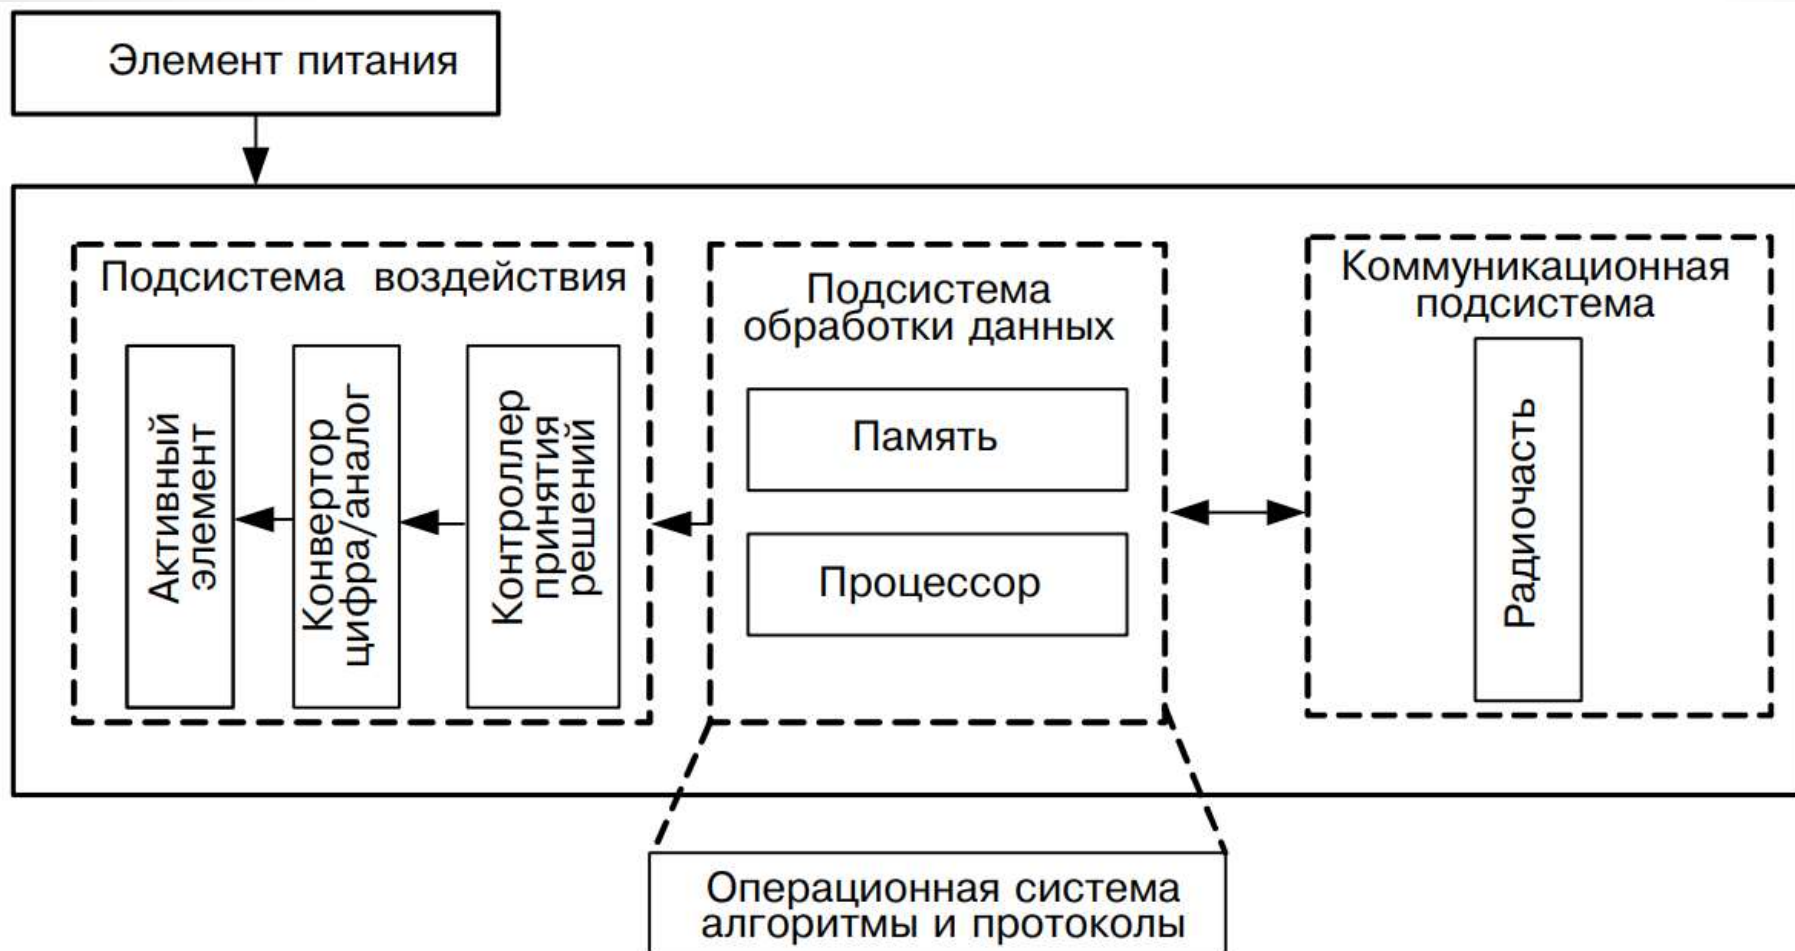 Элемент питания
Подсистема воздействия
Активный
элемент
Конвертор
цифра/аналог
Контроллер
принятия
решений
Подсистема
обработки данных
Память
Процессор
Коммуникационная
подсистема
Радиочасть
Операционная система
алгоритмы и протоколы